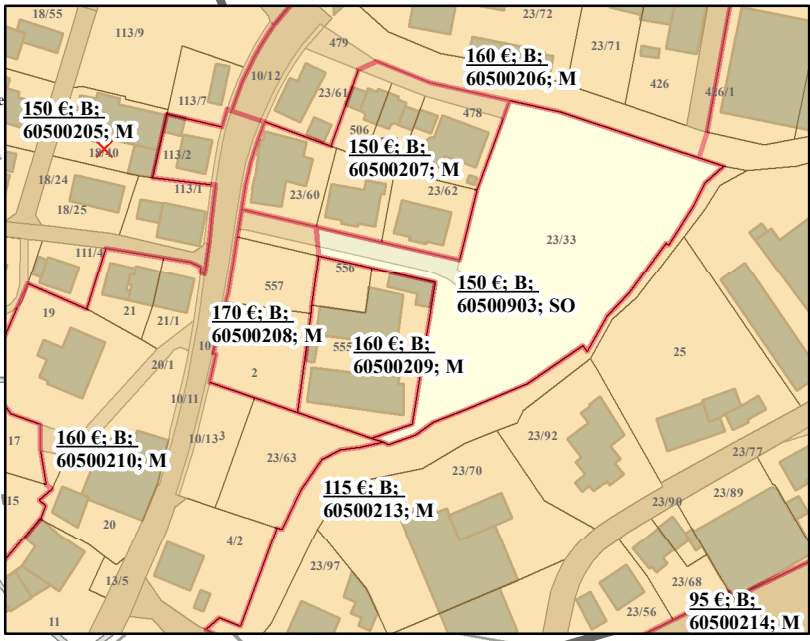 18/55
113/9
479
23/72
23/71
160 €; B;
60500206; M
426
426/1
10/12
113/7
23/61
478
e
150 €; B;
60500205; M
18/40
113/2
506
150 €; B;
60500207; M
18/24
113/1
23/60
23/62
18/25
23/33
111/4
556
557
150 €; B;
60500903; SO
19
21
21/1
170 €; B;
60500208; M
160 €; B;
60500209; M
555
10
25
20/1
2
10/11
17
160 €; B;
60500210; M
10/13
3
23/63
23/92
23/70
23/77
115 €; B;
60500213; M
15
23/90
23/89
20
4/2
23/97
13/5
23/68
11
23/56
95 €; B;
60500214; M